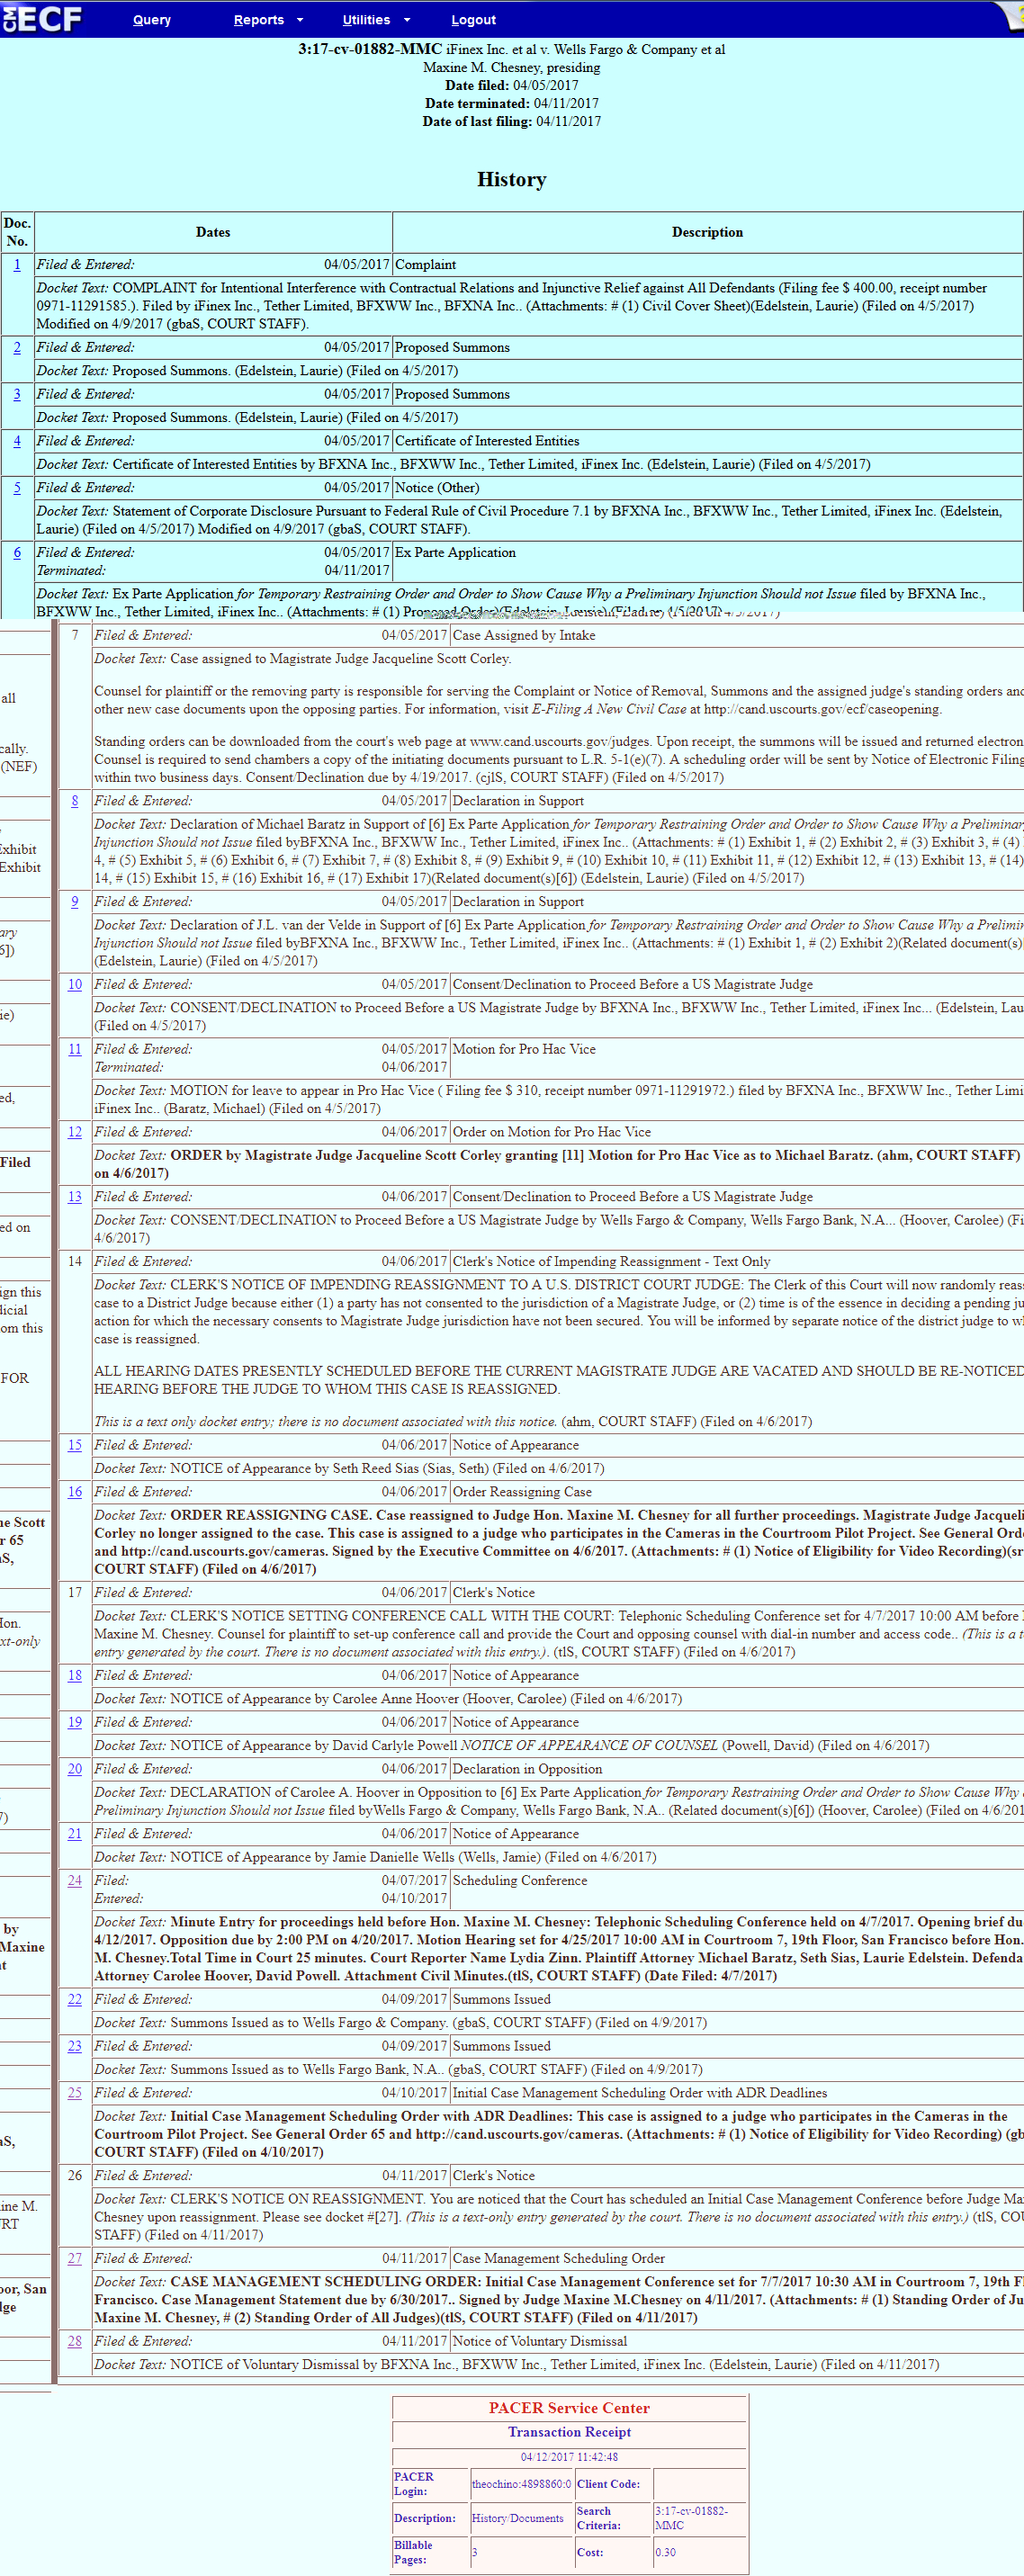 CM ECF Query Reports Utilities Logout
3:17-cv-01882-MMC iFinex Inc. et al v. Wells Fargo & Company et al
Maxine M. Chesney, presiding
Date filed: 04/05/2017
Date terminated: 04/11/2017
Date of last filing: 04/11/2017
History
Doc. No. Dates Description
1 Filed & Entered: 04/05/2017 Complaint
Docket Text: COMPLAINT for Intentional Interference with Contractual Relations and Injunctive Relief against All Defendants (Filing fee $ 400.00, receipt number
0971-11291585.). Filed by iFinex Inc., Tether Limited, BFXWW Inc., BFXNA Inc.. (Attachments: # (1) Civil Cover Sheet)(Edelstein, Laurie) (Filed on 4/5/2017)
Modified on 4/9/2017 (gbaS, COURT STAFF).
2 Filed & Entered: 04/05/2017 Proposed Summons
Docket Text: Proposed Summons. (Edelstein, Laurie) (Filed on 4/5/2017)
3 Filed & Entered: 04/05/2017 Proposed Summons
Docket Text: Proposed Summons. (Edelstein, Laurie) (Filed on 4/5/2017)
4 Filed & Entered: 04/05/2017 Certificate of Interested Entities
Docket Text: Certificate of Interested Entities by BFXNA Inc., BFXWW Inc., Tether Limited, iFinex Inc. (Edelstein, Laurie) (Filed on 4/5/2017)
5 Filed & Entered: 04/05/2017 Notice (Other)
Docket Text: Statement of Corporate Disclosure Pursuant to Federal Rule of Civil Procedure 7.1 by BFXNA Inc., BFXWW Inc., Tether Limited, iFinex Inc. (Edelstein,
Laurie) (Filed on 4/5/2017) Modified on 4/9/2017 (gbaS, COURT STAFF).
6 Filed & Entered: 04/05/2017 Ex Parte Application
Terminated: 04/11/2017
Docket Text: Ex Parte Application for Temporary Restraining Order and Order to Show Cause Why a Preliminary Injunction Should not Issue filed by BFXNA Inc.,
BFXWW Inc., Tether Limited, iFinex Inc.. (Attachments: # (1)
7 Filed & Entered: 04/05/2017 Case Assigned by Intake
Docket Text: Case assigned to Magistrate Judge Jacqueline Scott Corley.
all Counsel for plaintiff or the removing party is responsible for serving the Complaint or Notice of Removal, Summons and the assigned judge's standing orders and
other new case documents upon the opposing parties. For information, visit E-Filing A New Civil Case at http://cand.uscourts.gov/ecf/caseopening.
cally. Standing orders can be downloaded from the court's web page at www.cand.uscourts.gov/judges. Upon receipt, the summons will be issued and returned electron
(NEF) Counsel is required to send chambers a copy of the initiating documents pursuant to L.R. 5-1(e)(7). A scheduling order will be sent by Notice of Electronic Filing
within two business days. Consent/Declination due by 4/19/2017. (cjlS, COURT STAFF) (Filed on 4/5/2017)
8 Filed & Entered: 04/05/2017 Declaration in Support
Docket Text: Declaration of Michael Baratz in Support of [6] Ex Parte Application for Temporary Restraining Order and Order to Show Cause Why a Preliminar
Exhibit Injunction Should not Issue filed byBFXNA Inc., BFXWW Inc., Tether Limited, iFinex Inc.. (Attachments: # (1) Exhibit 1, # (2) Exhibit 2, # (3) Exhibit 3, # (4)
Exhibit 4, # (5) Exhibit 5, # (6) Exhibit 6, # (7) Exhibit 7, # (8) Exhibit 8, # (9) Exhibit 9, # (10) Exhibit 10, # (11) Exhibit 11, # (12) Exhibit 12, # (13) Exhibit 13, # (14)
14, # (15) Exhibit 15, # (16) Exhibit 16, # (17) Exhibit 17)(Related document(s)[6]) (Edelstein, Laurie) (Filed on 4/5/2017)
9 Filed & Entered: 04/05/2017 Declaration in Support
ary Docket Text: Declaration of J.L. van der Velde in Support of [6] Ex Parte Application for Temporary Restraining Order and Order to Show Cause Why a Prelimin
6]) Injunction Should not Issue filed byBFXNA Inc., BFXWW Inc., Tether Limited, iFinex Inc.. (Attachments: # (1) Exhibit 1, # (2) Exhibit 2)(Related document(s)
(Edelstein, Laurie) (Filed on 4/5/2017)
10 Filed & Entered: 04/05/2017 Consent/Declination to Proceed Before a US Magistrate Judge
ie) Docket Text: CONSENT/DECLINATION to Proceed Before a US Magistrate Judge by BFXNA Inc., BFXWW Inc., Tether Limited, iFinex Inc... (Edelstein, Lau
(Filed on 4/5/2017)
11 Filed & Entered: 04/05/2017 Motion for Pro Hac Vice
Terminated: 04/06/2017
ed, Docket Text: MOTION for leave to appear in Pro Hac Vice ( Filing fee $ 310, receipt number 0971-11291972.) filed by BFXNA Inc., BFXWW Inc., Tether Limi
iFinex Inc.. (Baratz, Michael) (Filed on 4/5/2017)
12 Filed & Entered: 04/06/2017 Order on Motion for Pro Hac Vice
Filed Docket Text: ORDER by Magistrate Judge Jacqueline Scott Corley granting [11] Motion for Pro Hac Vice as to Michael Baratz. (ahm, COURT STAFF)
on 4/6/2017)
13 Filed & Entered: 04/06/2017 Consent/Declination to Proceed Before a US Magistrate Judge
ed on Docket Text: CONSENT/DECLINATION to Proceed Before a US Magistrate Judge by Wells Fargo & Company, Wells Fargo Bank, N.A... (Hoover, Carolee) (Fi
4/6/2017)
14 Filed & Entered: 04/06/2017 Clerk's Notice of Impending Reassignment - Text Only
ign this Docket Text: CLERK'S NOTICE OF IMPENDING REASSIGNMENT TO A U.S. DISTRICT COURT JUDGE: The Clerk of this Court will now randomly reass
dicial case to a District Judge because either (1) a party has not consented to the jurisdiction of a Magistrate Judge, or (2) time is of the essence in deciding a pending ju
om this action for which the necessary consents to Magistrate Judge jurisdiction have not been secured. You will be informed by separate notice of the district judge to wh
case is reassigned.
FOR ALL HEARING DATES PRESENTLY SCHEDULED BEFORE THE CURRENT MAGISTRATE JUDGE ARE VACATED AND SHOULD BE RE-NOTICED
HEARING BEFORE THE JUDGE TO WHOM THIS CASE IS REASSIGNED.
This is a text only docket entry; there is no document associated with this notice. (ahm, COURT STAFF) (Filed on 4/6/2017)
15 Filed & Entered: 04/06/2017 Notice of Appearance
Docket Text: NOTICE of Appearance by Seth Reed Sias (Sias, Seth) (Filed on 4/6/2017)
16 Filed & Entered: 04/06/2017 Order Reassigning Case
ne Scott Docket Text: ORDER REASSIGNING CASE. Case reassigned to Judge Hon. Maxine M. Chesney for all further proceedings. Magistrate Judge Jacqueli
r 65 Corley no longer assigned to the case. This case is assigned to a judge who participates in the Cameras in the Courtroom Pilot Project. See General Orde
aS, and http://cand.uscourts.gov/cameras. Signed by the Executive Committee on 4/6/2017. (Attachments: # (1) Notice of Eligibility for Video Recording)(sr
COURT STAFF) (Filed on 4/6/2017)
17 Filed & Entered: 04/06/2017 Clerk's Notice
Hon. Docket Text: CLERK'S NOTICE SETTING CONFERENCE CALL WITH THE COURT: Telephonic Scheduling Conference set for 4/7/2017 10:00 AM before
xt-only Maxine M. Chesney. Counsel for plaintiff to set-up conference call and provide the Court and opposing counsel with dial-in number and access code.. (This is a t
entry generated by the court. There is no document associated with this entry.). (tlS, COURT STAFF) (Filed on 4/6/2017)
18 Filed & Entered: 04/06/2017 Notice of Appearance
Docket Text: NOTICE of Appearance by Carolee Anne Hoover (Hoover, Carolee) (Filed on 4/6/2017)
19 Filed & Entered: 04/06/2017 Notice of Appearance
Docket Text: NOTICE of Appearance by David Carlyle Powell NOTICE OF APPEARANCE OF COUNSEL (Powell, David) (Filed on 4/6/2017)
20 Filed & Entered: 04/06/2017 Declaration in Opposition
Docket Text: DECLARATION of Carolee A. Hoover in Opposition to [6] Ex Parte Application for Temporary Restraining Order and Order to Show Cause Why
7) Preliminary Injunction Should not Issue filed byWells Fargo & Company, Wells Fargo Bank, N.A.. (Related document(s)[6]) (Hoover, Carolee) (Filed on 4/6/201
21 Filed & Entered: 04/06/2017 Notice of Appearance
Docket Text: NOTICE of Appearance by Jamie Danielle Wells (Wells, Jamie) (Filed on 4/6/2017)
24 Filed: 04/07/2017 Scheduling Conference
Entered: 04/10/2017
by Docket Text: Minute Entry for proceedings held before Hon. Maxine M. Chesney: Telephonic Scheduling Conference held on 4/7/2017. Opening brief du
Maxine 4/12/2017. Opposition due by 2:00 PM on 4/20/2017. Motion Hearing set for 4/25/2017 10:00 AM in Courtroom 7, 19th Floor, San Francisco before Hon.
nt M. Chesney.Total Time in Court 25 minutes. Court Reporter Name Lydia Zinn. Plaintiff Attorney Michael Baratz, Seth Sias, Laurie Edelstein. Defenda
Attorney Carolee Hoover, David Powell. Attachment Civil Minutes.(tlS, COURT STAFF) (Date Filed: 4/7/2017)
22 Filed & Entered: 04/09/2017 Summons Issued
Docket Text: Summons Issued as to Wells Fargo & Company. (gbaS, COURT STAFF) (Filed on 4/9/2017)
23 Filed & Entered: 04/09/2017 Summons Issued
Docket Text: Summons Issued as to Wells Fargo Bank, N.A.. (gbaS, COURT STAFF) (Filed on 4/9/2017)
25 Filed & Entered: 04/10/2017 Initial Case Management Scheduling Order with ADR Deadlines
Docket Text: Initial Case Management Scheduling Order with ADR Deadlines: This case is assigned to a judge who participates in the Cameras in the
aS, Courtroom Pilot Project. See General Order 65 and http://cand.uscourts.gov/cameras. (Attachments: # (1) Notice of Eligibility for Video Recording) (gb
COURT STAFF) (Filed on 4/10/2017)
26 Filed & Entered: 04/11/2017 Clerk's Notice
ine M. Docket Text: CLERK'S NOTICE ON REASSIGNMENT. You are noticed that the Court has scheduled an Initial Case Management Conference before Judge Ma
RT Chesney upon reassignment. Please see docket #[27]. (This is a text-only entry generated by the court. There is no document associated with this entry.) (tlS, COU
STAFF) (Filed on 4/11/2017)
27 Filed & Entered: 04/11/2017 Case Management Scheduling Order
oor, San Docket Text: CASE MANAGEMENT SCHEDULING ORDER: Initial Case Management Conference set for 7/7/2017 10:30 AM in Courtroom 7, 19th Fl
dge Francisco. Case Management Statement due by 6/30/2017.. Signed by Judge Maxine M.Chesney on 4/11/2017. (Attachments: # (1) Standing Order of Ju
Maxine M. Chesney, # (2) Standing Order of All Judges)(tlS, COURT STAFF) (Filed on 4/11/2017)
28 Filed & Entered: 04/11/2017 Notice of Voluntary Dismissal
Docket Text: NOTICE of Voluntary Dismissal by BFXNA Inc., BFXWW Inc., Tether Limited, iFinex Inc. (Edelstein, Laurie) (Filed on 4/11/2017)
PACER Service Center
Transaction Receipt
04/12/2017 11:42:48
PACER Login: theochino:4898860:0 Client Code:
Description: History/Documents Search Criteria: 3:17-cv-01882-MMC
Billable Pages: 3 Cost: 0.30